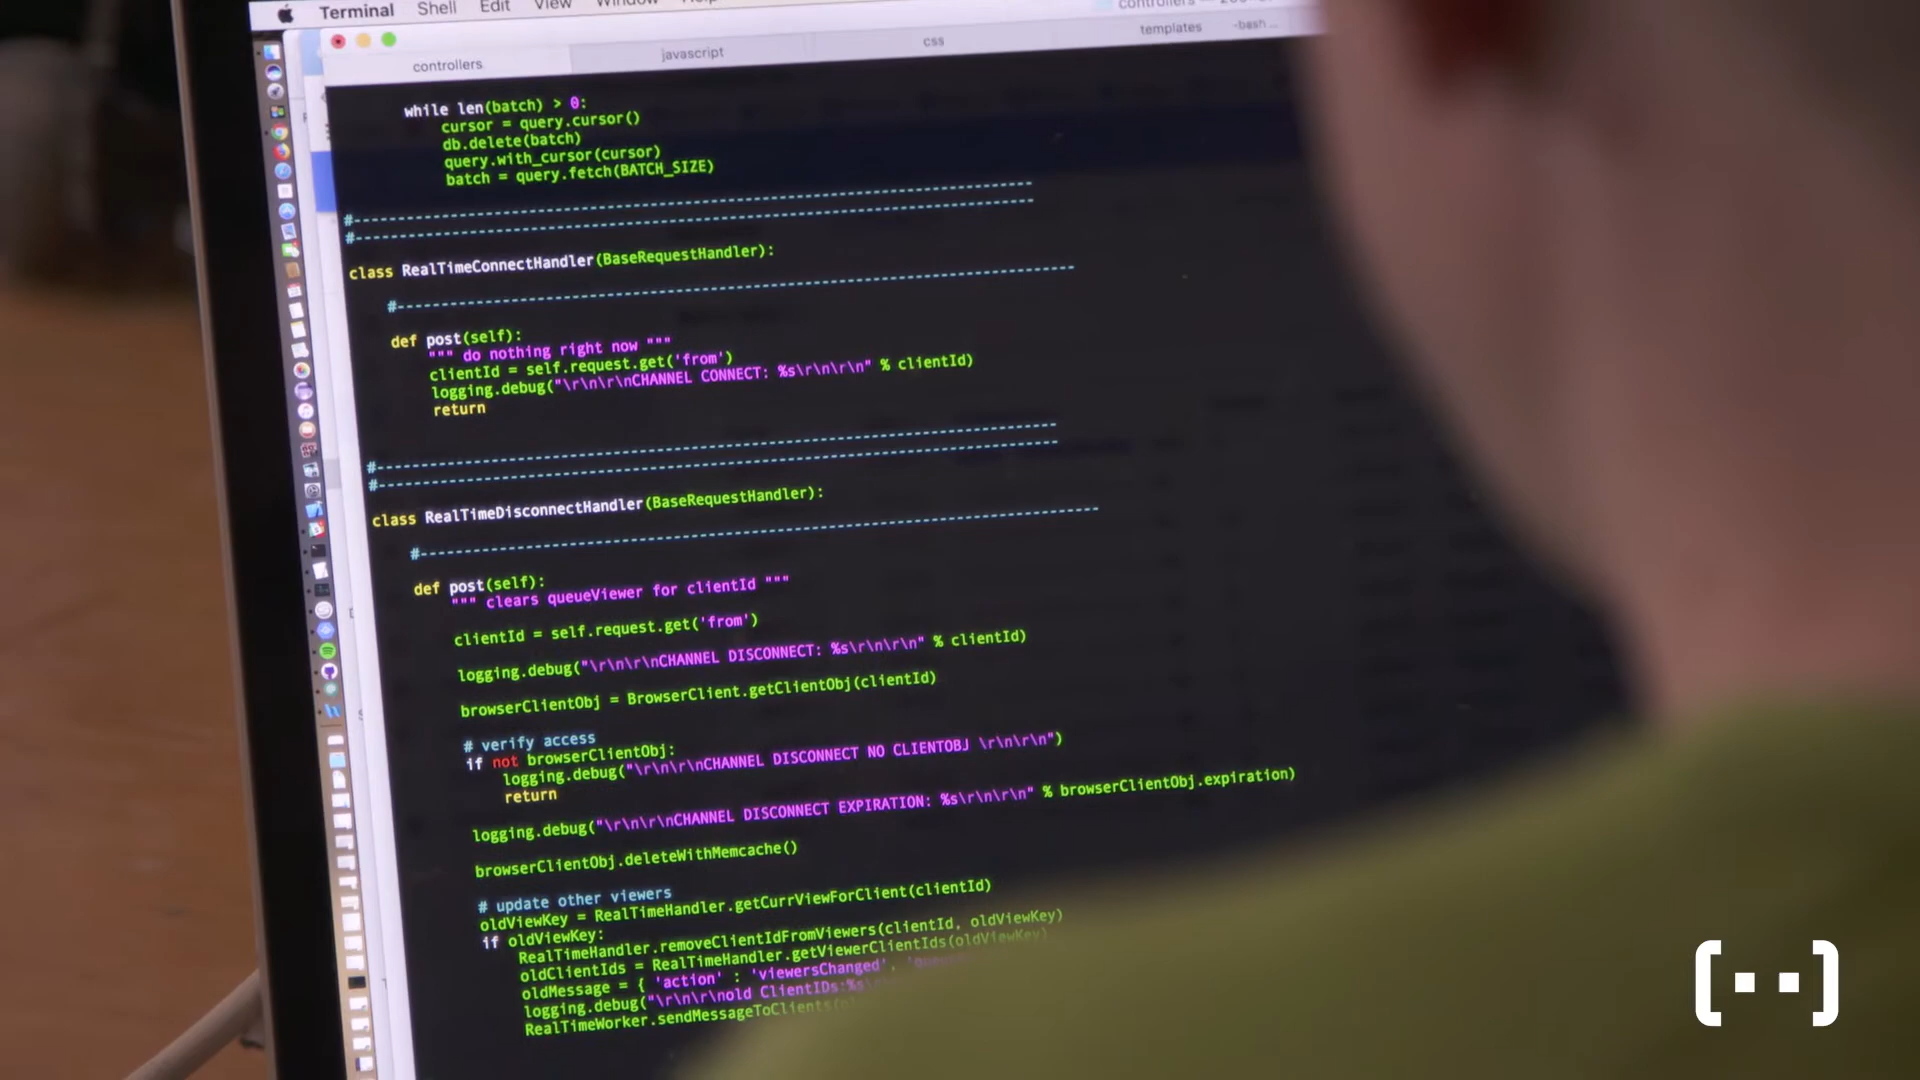 Terminal Shell Edit View Window Help
controllers
javascript
css
templates
-bash
controllers
while len(batch) > 0:
cursor = query.cursor()
db.delete(batch)
query.with_cursor(cursor)
batch = query.fetch(BATCH_SIZE)
#--------------------------------------------------------------------------------
#--------------------------------------------------------------------------------
class RealTimeConnectHandler(BaseRequestHandler):
#--------------------------------------------------------------------------------
def post(self):
""" do nothing right now """
clientId = self.request.get('from')
logging.debug("\r\n\r\nCHANNEL CONNECT: %s\r\n\r\n" % clientId)
return
#--------------------------------------------------------------------------------
#--------------------------------------------------------------------------------
class RealTimeDisconnectHandler(BaseRequestHandler):
#--------------------------------------------------------------------------------
def post(self):
""" clears queueViewer for clientId """
clientId = self.request.get('from')
logging.debug("\r\n\r\nCHANNEL DISCONNECT: %s\r\n\r\n" % clientId)
browserClientObj = BrowserClient.getClientObj(clientId)
# verify access
if not browserClientObj:
logging.debug("\r\n\r\nCHANNEL DISCONNECT NO CLIENTOBJ \r\n\r\n")
return
logging.debug("\r\n\r\nCHANNEL DISCONNECT EXPIRATION: %s\r\n\r\n" % browserClientObj.expiration)
browserClientObj.deleteWithMemcache()
# update other viewers
oldViewKey = RealTimeHandler.getCurrViewForClient(clientId)
if oldViewKey:
RealTimeHandler.removeClientIdFromViewers(clientId, oldViewKey)
oldClientIds = RealTimeHandler.getViewerClientIds(oldViewKey)
oldMessage = { 'action' : 'viewersChanged',
logging.debug("\r\n\r\nold ClientIDs:%s\
RealTimeWorker.sendMessageToClients(